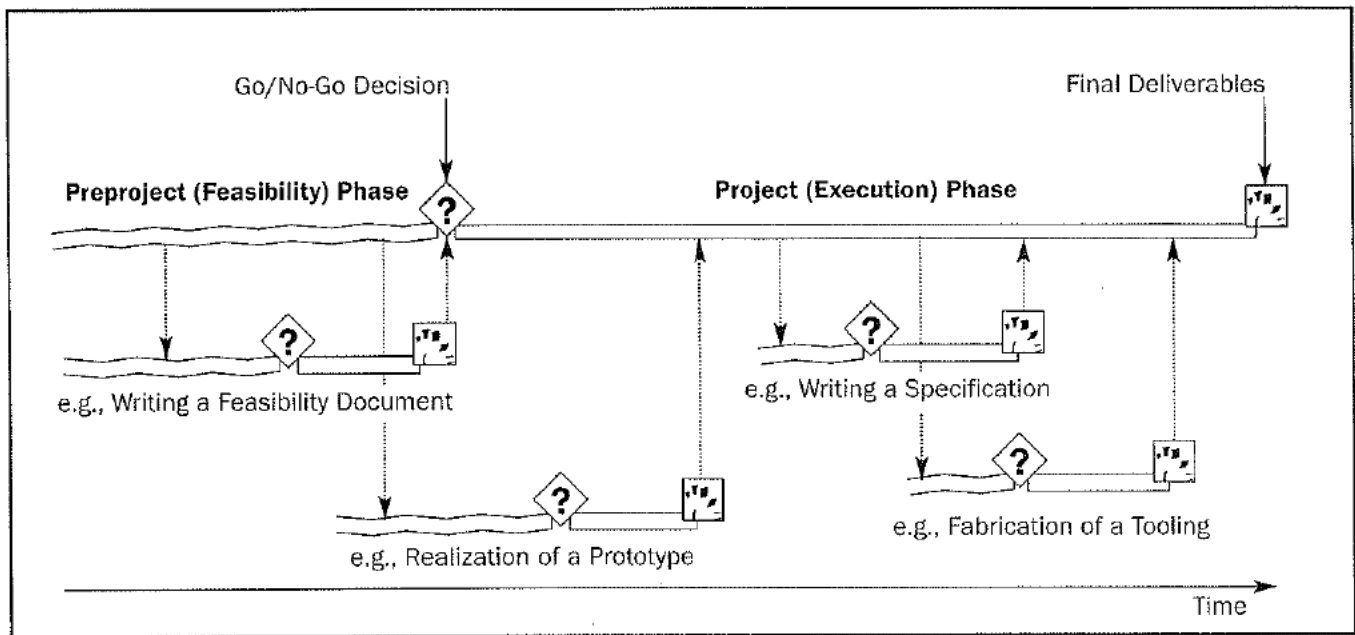 Go/No-Go Decision
Final Deliverables
Preproject (Feasibility) Phase
Project (Execution) Phase
?
?
?
e.g., Writing a Feasibility Document
e.g., Writing a Specification
?
?
e.g., Realization of a Prototype
e.g., Fabrication of a Tooling
Time